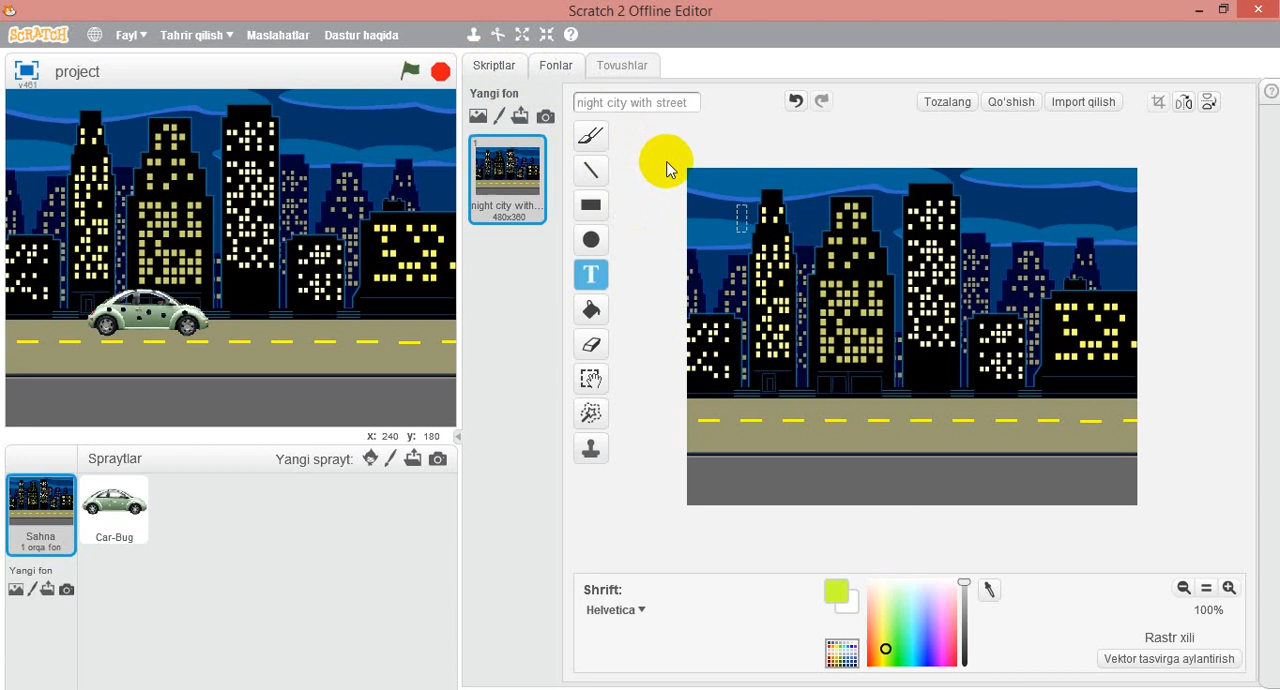 Scratch 2 Offline Editor
SCRATCH Fayl Tahrir qilish Maslahatlar Dastur haqida
project
v461
Skriptlar Fonlar Tovushlar
Yangi fon
night city with street
Tozalang Qo'shish Import qilish
1
night city with...
480x360
T
x: 240 y: 180
Spraytlar Yangi sprayt:
Sahna
1 orqa fon
Car-Bug
Yangi fon
Shrift:
Helvetica
100%
Rastr xili
Vektor tasvirga aylantirish